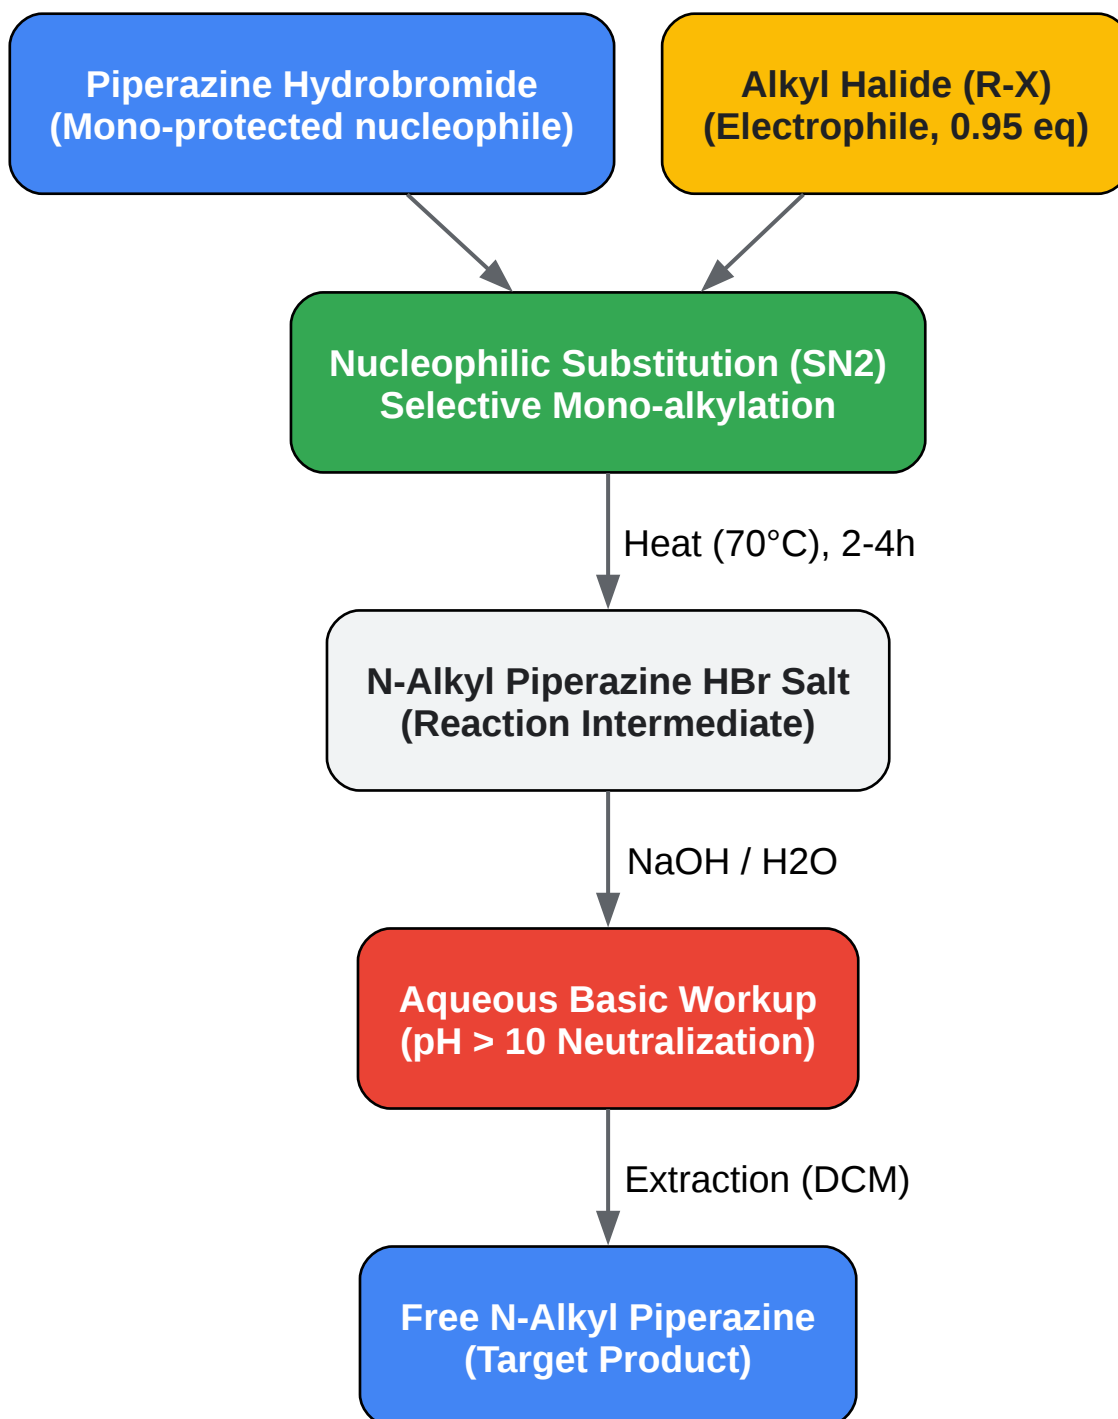 Piperazine Hydrobromide
(Mono-protected nucleophile)
Alkyl Halide (R-X)
(Electrophile, 0.95 eq)
Nucleophilic Substitution (SN2)
Selective Mono-alkylation
Heat (70°C), 2-4h
N-Alkyl Piperazine HBr Salt
(Reaction Intermediate)
NaOH / H2O
Aqueous Basic Workup
(pH > 10 Neutralization)
Extraction (DCM)
Free N-Alkyl Piperazine
(Target Product)